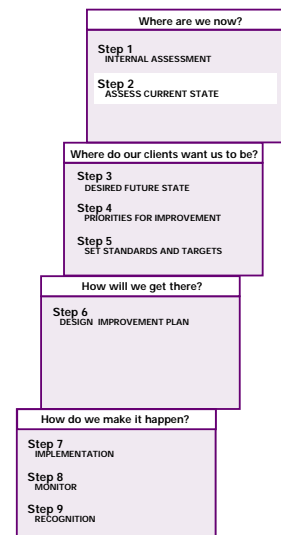 Where are we now?
Step 1
INTERNAL ASSESSMENT
Step 2
ASSESS CURRENT STATE
Where do our clients want us to be?
Step 3
DESIRED FUTURE STATE
Step 4
PRIORITIES FOR IMPROVEMENT
Step 5
SET STANDARDS AND TARGETS
How will we get there?
Step 6
DESIGN IMPROVEMENT PLAN
How do we make it happen?
Step 7
IMPLEMENTATION
Step 8
MONITOR
Step 9
RECOGNITION